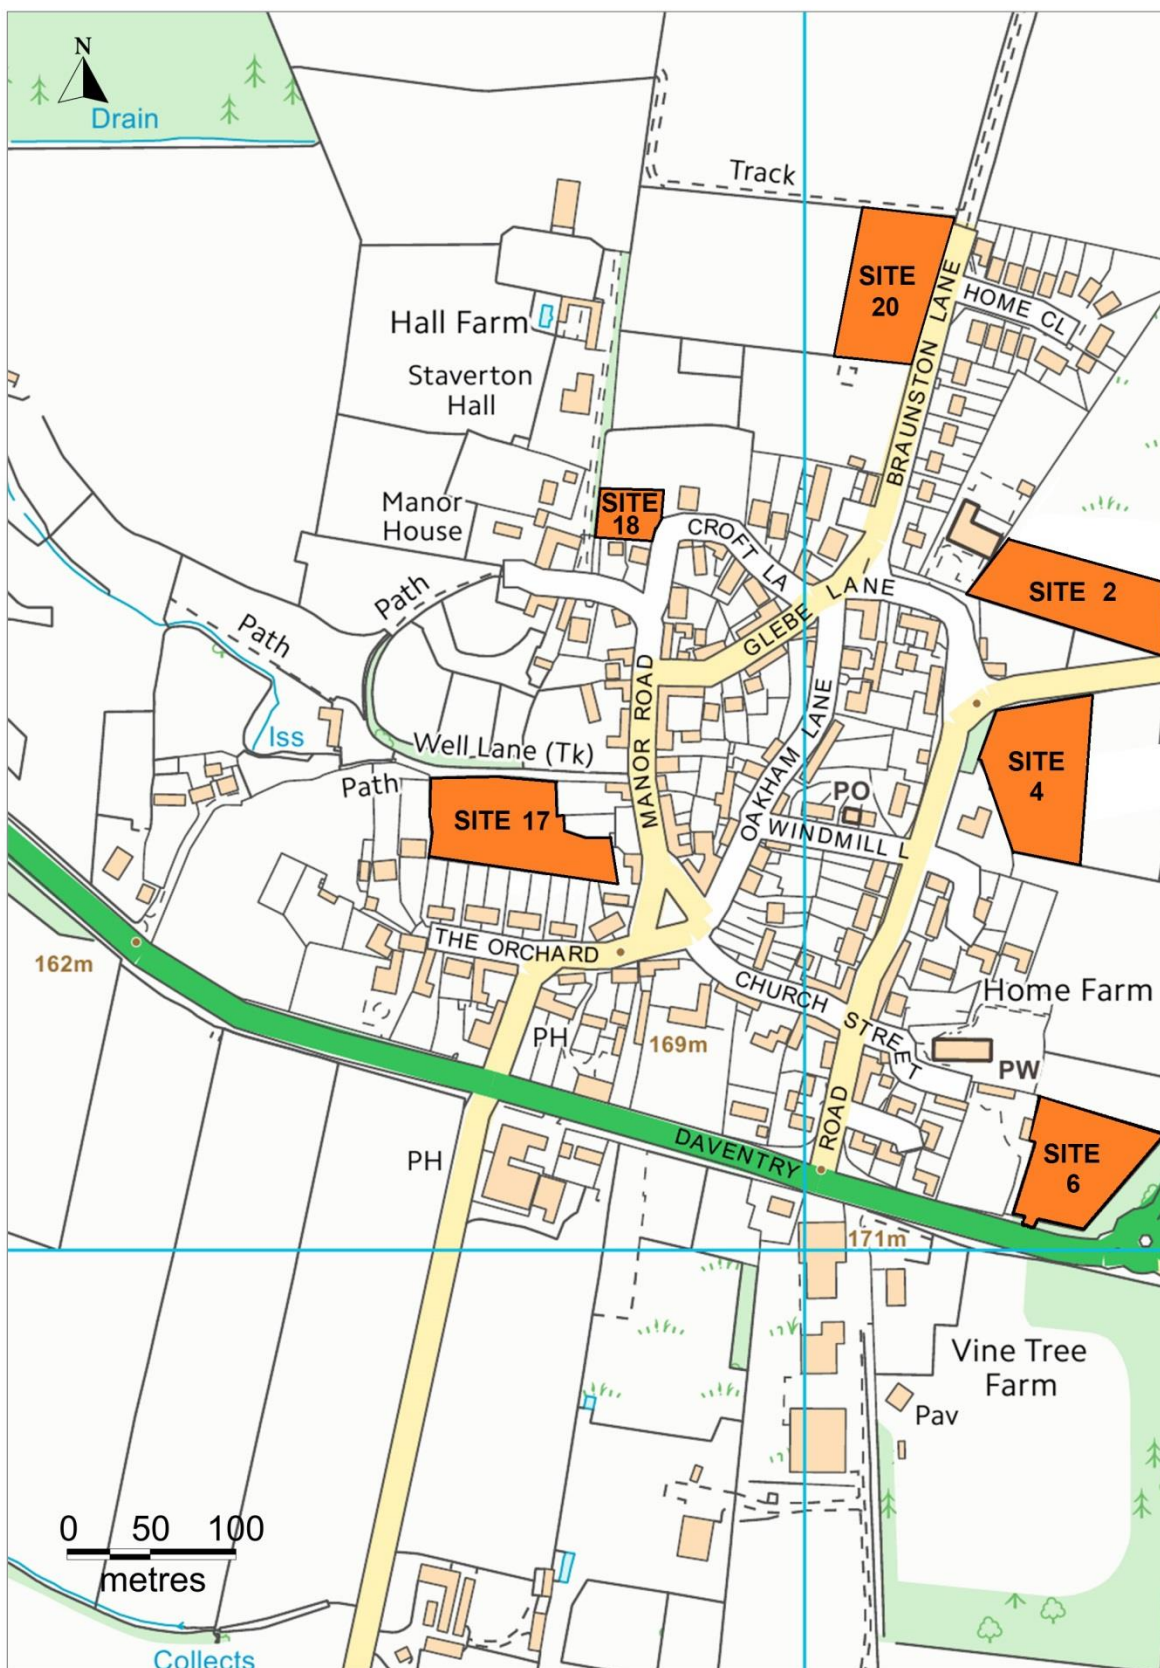 N
Drain
Track
SITE
20
BRAUNSTON LANE
HOME CL
Hall Farm
Staverton
Hall
Manor
House
SITE
18
CROFT LA
GLEBE LANE
SITE 2
Path
Path
MANOR ROAD
OAKHAM LANE
Iss
Well Lane (Tk)
Path
SITE 17
PO
WINDMILL L
SITE
4
THE ORCHARD
162m
CHURCH STREET
Home Farm
PH
169m
PW
ROAD
DAVENTRY
PH
SITE
6
171m
Vine Tree
Farm
Pav
0 50 100
metres
Collects